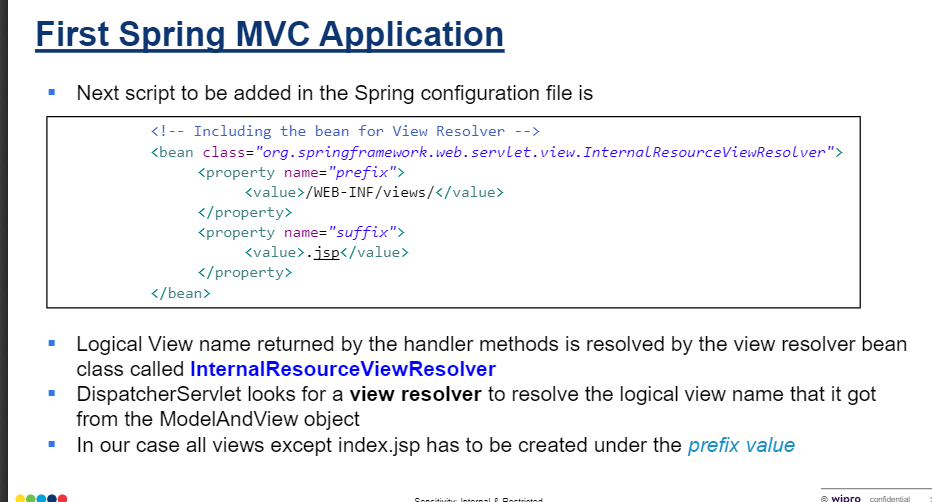 First Spring MVC Application
Next script to be added in the Spring configuration file is
<!-- Including the bean for View Resolver -->
<bean class="org.springframework.web.servlet.view.InternalResourceViewResolver">
<property name="prefix">
<value>/WEB-INF/views/</value>
</property>
<property name="suffix">
<value>.jsp</value>
</property>
</bean>
Logical View name returned by the handler methods is resolved by the view resolver bean
class called InternalResourceViewResolver
DispatcherServlet looks for a view resolver to resolve the logical view name that it got
from the ModelAndView object
In our case all views except index.jsp has to be created under the prefix value
Sensitivity: Internal & Restricted
© wipro confidential